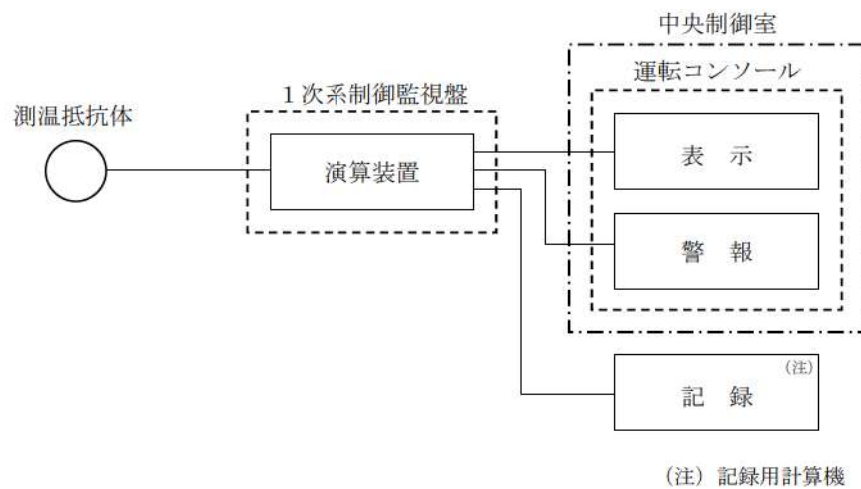 中央制御室
運転コンソール
1次系制御監視盤
測温抵抗体
演算装置
表 示
警 報
(注)
記 録
(注) 記録用計算機